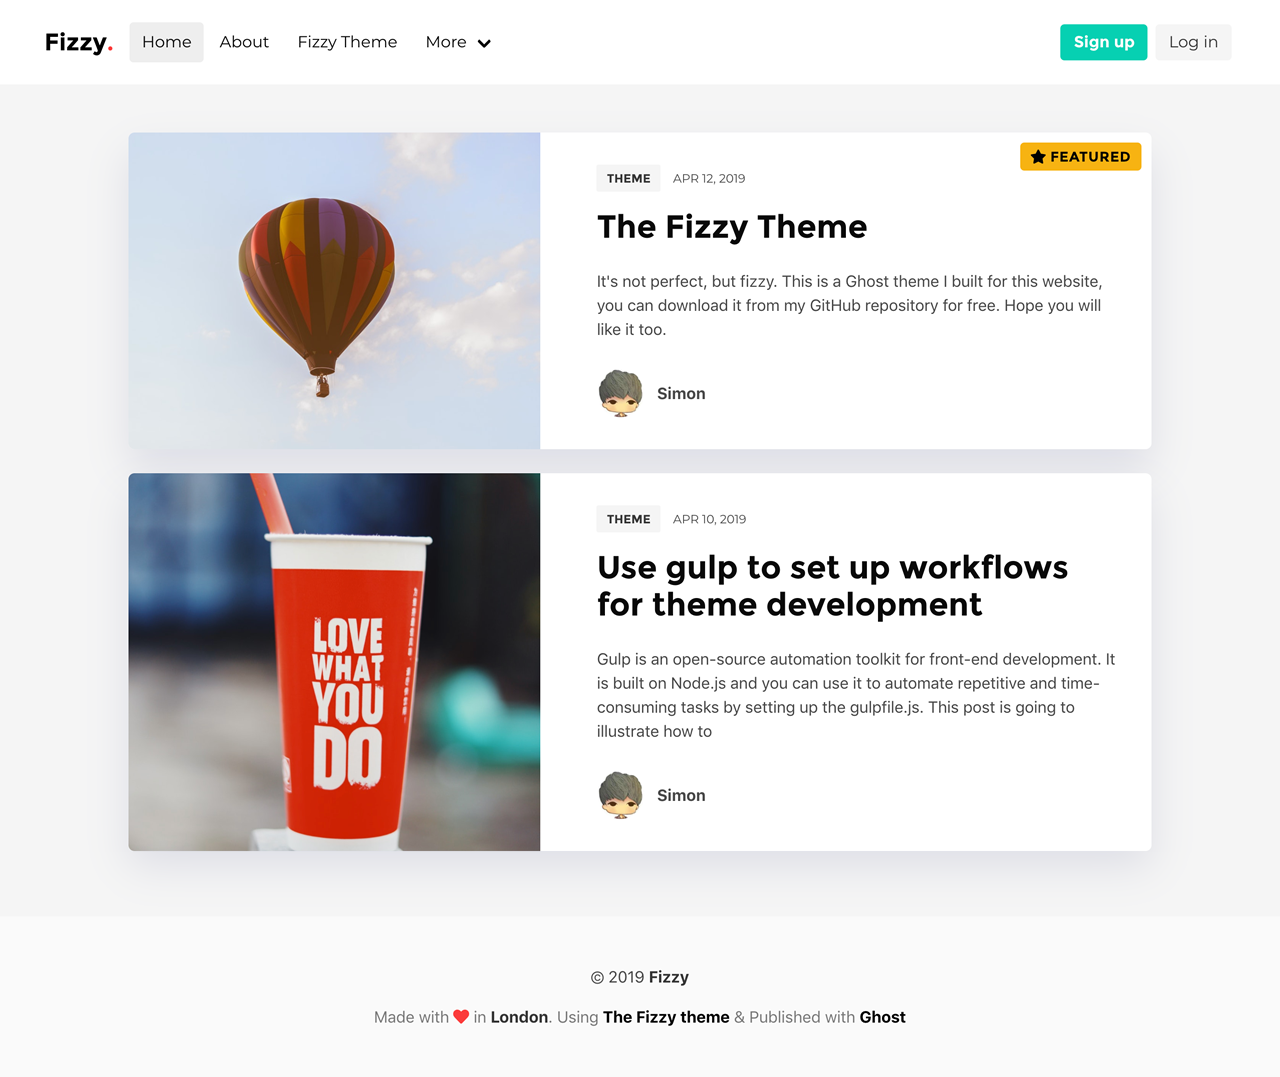 Fizzy. Home About Fizzy Theme More Sign up Log in
FEATURED
THEME APR 12, 2019
The Fizzy Theme
It's not perfect, but fizzy. This is a Ghost theme I built for this website,
you can download it from my GitHub repository for free. Hope you will
like it too.
Simon
THEME APR 10, 2019
Use gulp to set up workflows
for theme development
Gulp is an open-source automation toolkit for front-end development. It
is built on Node.js and you can use it to automate repetitive and time-
consuming tasks by setting up the gulpfile.js. This post is going to
illustrate how to
Simon
LOVE
WHAT
YOU
DO
© 2019 Fizzy
Made with ❤ in London. Using The Fizzy theme & Published with Ghost